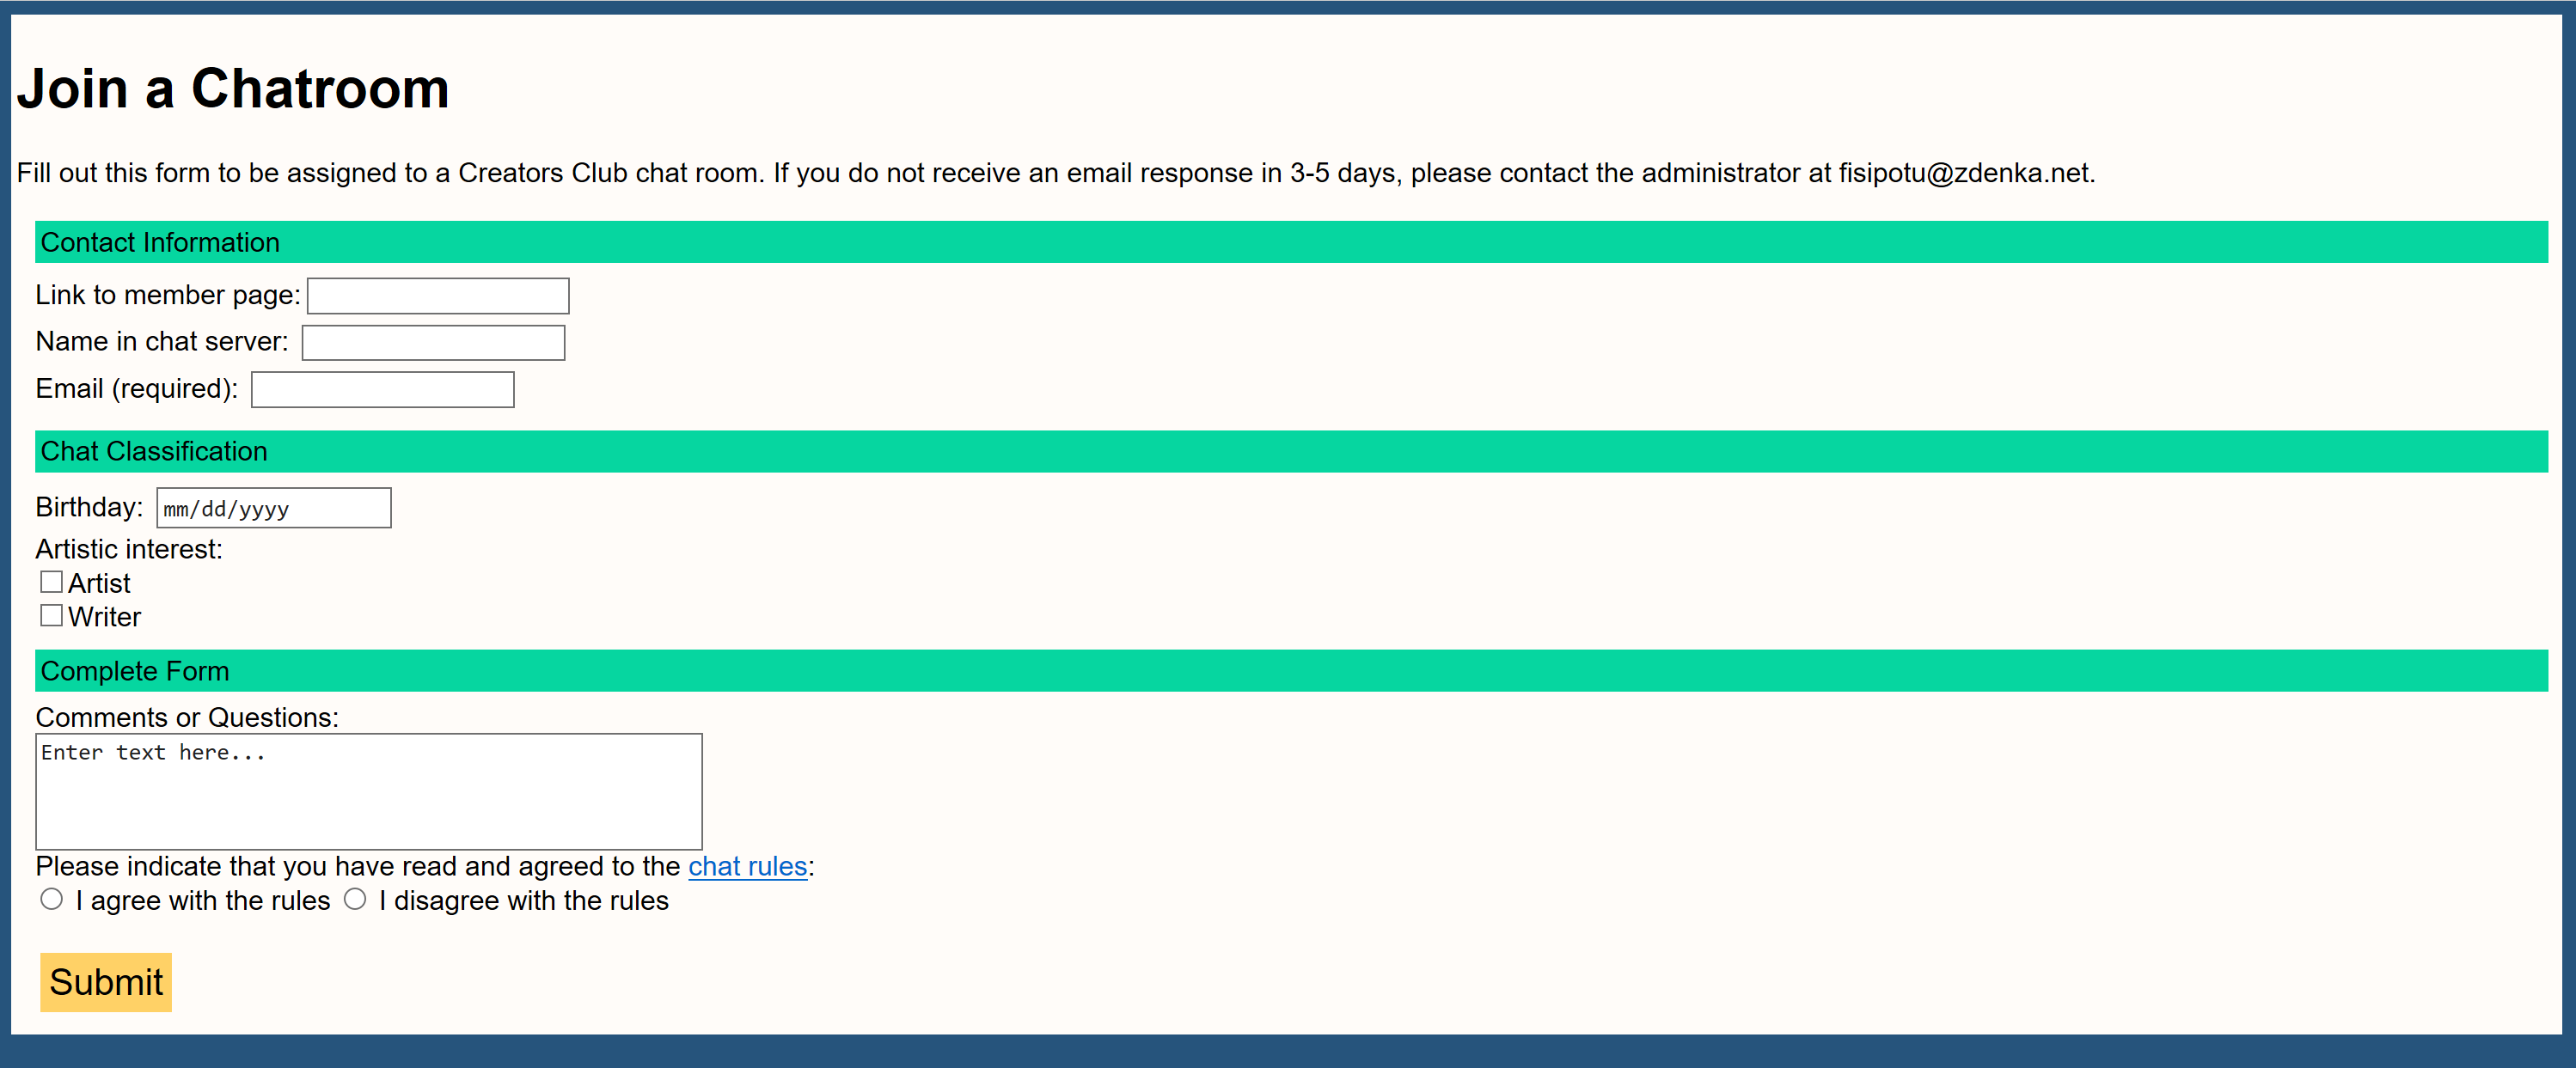 Join a Chatroom
Fill out this form to be assigned to a Creators Club chat room. If you do not receive an email response in 3-5 days, please contact the administrator at fisipotu@zdenka.net.
Contact Information
Link to member page:
Name in chat server:
Email (required):
Chat Classification
Birthday: mm/dd/yyyy
Artistic interest:
Artist
Writer
Complete Form
Comments or Questions:
Enter text here...
Please indicate that you have read and agreed to the chat rules:
I agree with the rules I disagree with the rules
Submit